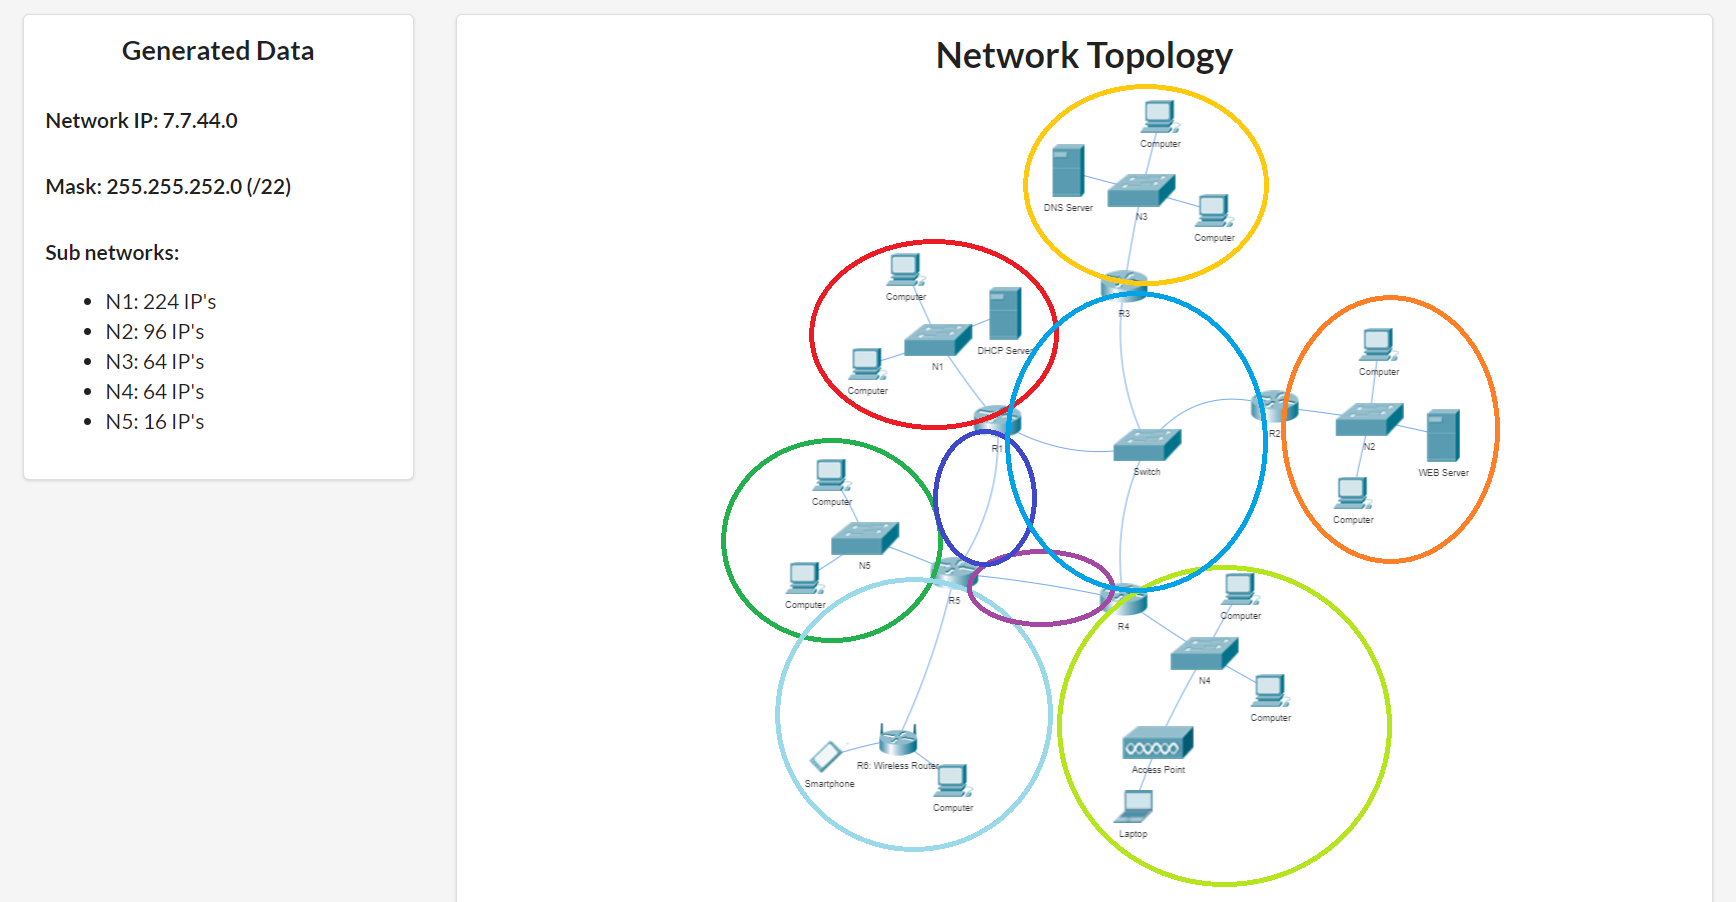 Generated Data
Network IP: 7.7.44.0
Mask: 255.255.252.0 (/22)
Sub networks:
N1: 224 IP's
N2: 96 IP's
N3: 64 IP's
N4: 64 IP's
N5: 16 IP's
Network Topology
Computer
DNS Server
N3
Computer
R3
Computer
DHCP Server
N1
Computer
R1
Switch
R2
Computer
N2
WEB Server
Computer
Computer
N5
Computer
R5
R4
Computer
N4
Computer
Access Point
Laptop
R6: Wireless Router
Smartphone
Computer